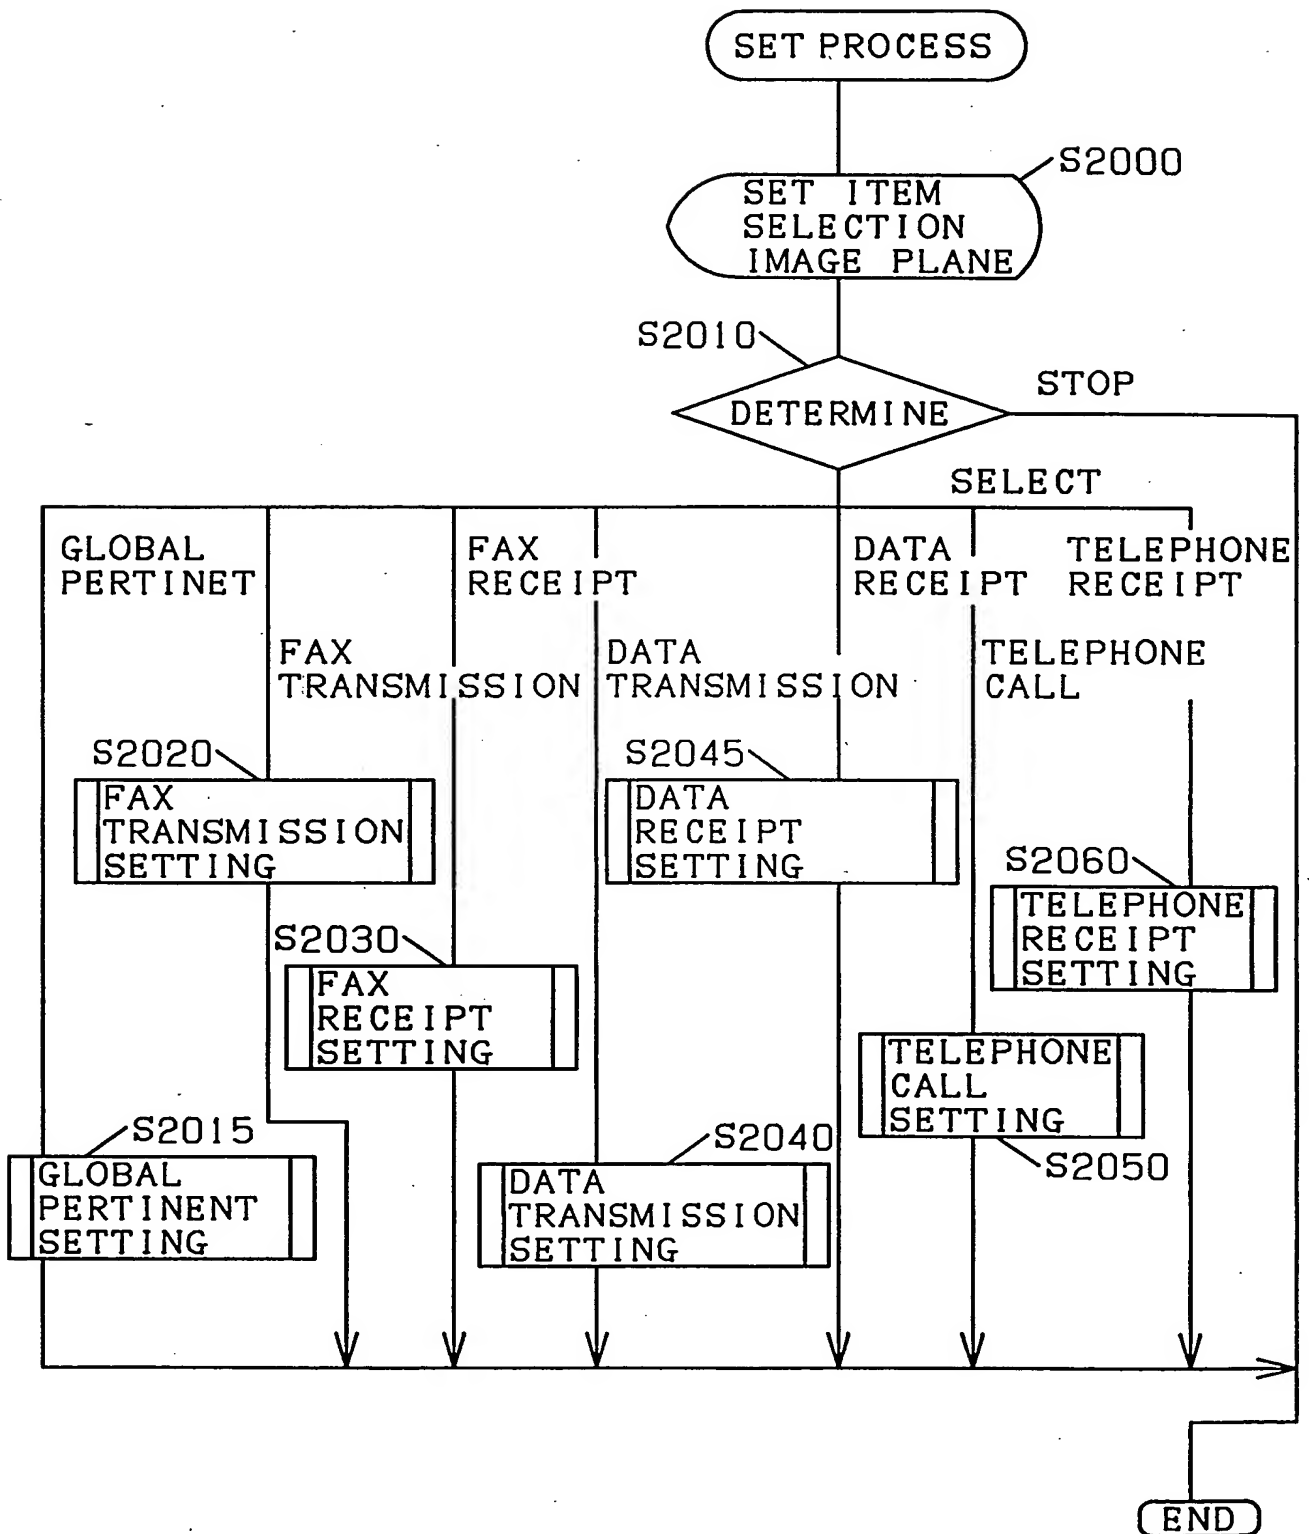 SET PROCESS
S2000
SET ITEM
SELECTION
IMAGE PLANE
S2010
DETERMINE
STOP
SELECT
GLOBAL
PERTINET
FAX
RECEIPT
DATA
RECEIPT
TELEPHONE
RECEIPT
FAX
TRANSMISSION
DATA
TRANSMISSION
TELEPHONE
CALL
S2020
FAX
TRANSMISSION
SETTING
S2045
DATA
RECEIPT
SETTING
S2060
TELEPHONE
RECEIPT
SETTING
S2030
FAX
RECEIPT
SETTING
TELEPHONE
CALL
SETTING
S2050
S2015
GLOBAL
PERTINENT
SETTING
S2040
DATA
TRANSMISSION
SETTING
END